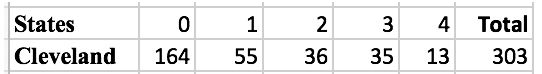 States 0 1 2 3 4 Total
Cleveland 164 55 36 35 13 303